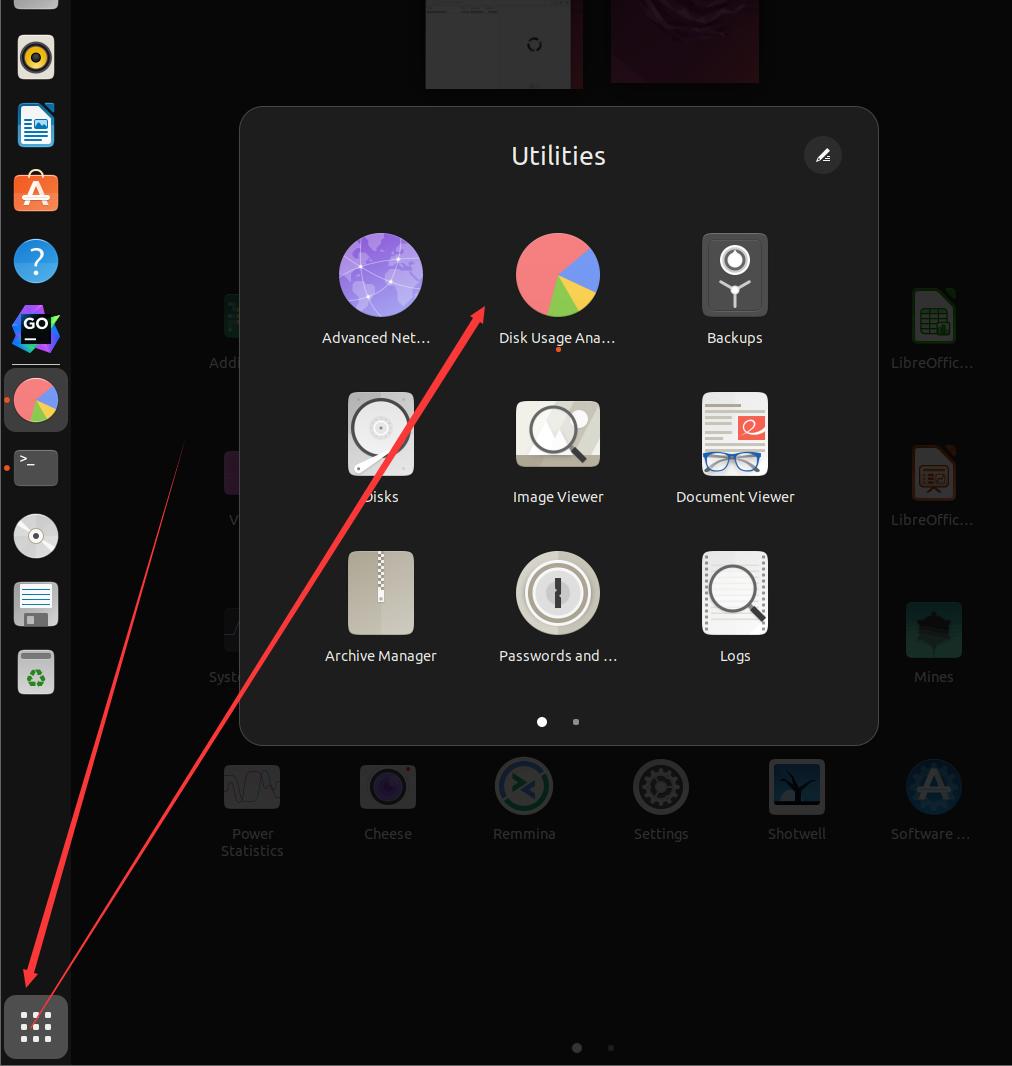 Utilities
GO
Advanced Net...
Disk Usage Ana...
Backups
Addi
LibreOffic...
>_
Disks
Image Viewer
Document Viewer
V
LibreOffic...
Archive Manager
Passwords and ...
Logs
Syst
Mines
Power
Statistics
Cheese
Remmina
Settings
Shotwell
Software ...